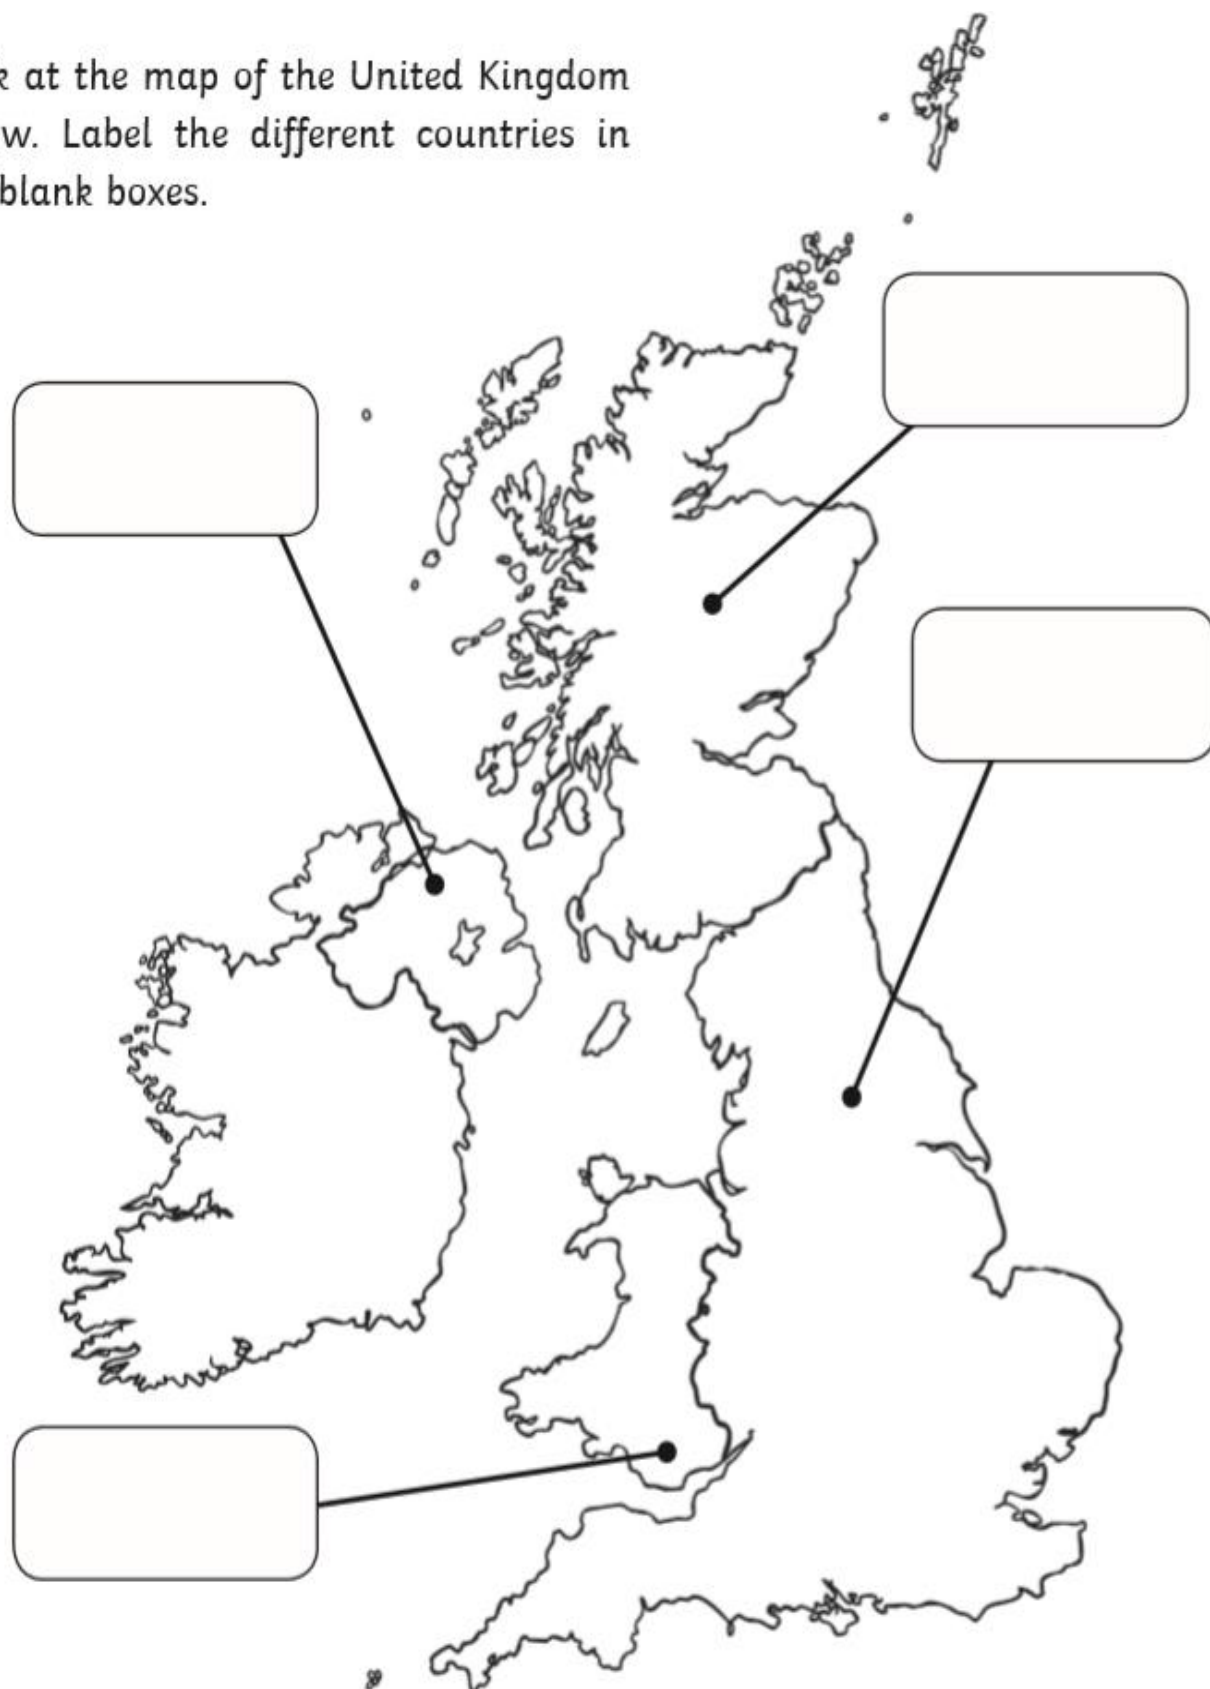 at the map of the United Kingdom
Label the different countries in
blank boxes.